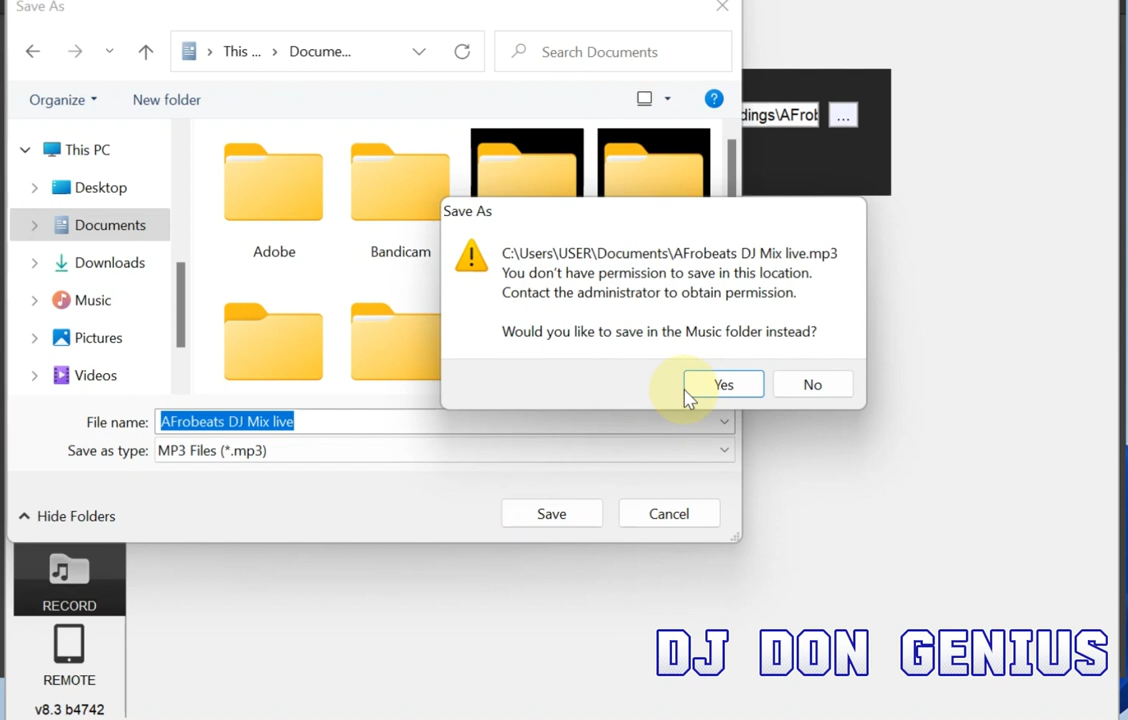 Save As
This ... > Docume...
Search Documents
Organize
New folder
dings\AFrob
...
This PC
Desktop
Documents
Downloads
Music
Pictures
Videos
Adobe
Bandicam
Save As
C:\Users\USER\Documents\AFrobeats DJ Mix live.mp3
You don't have permission to save in this location.
Contact the administrator to obtain permission.
Would you like to save in the Music folder instead?
Yes
No
File name: AFrobeats DJ Mix live
Save as type: MP3 Files (*.mp3)
Hide Folders
Save
Cancel
RECORD
REMOTE
v8.3 b4742
DJ DON GENIUS